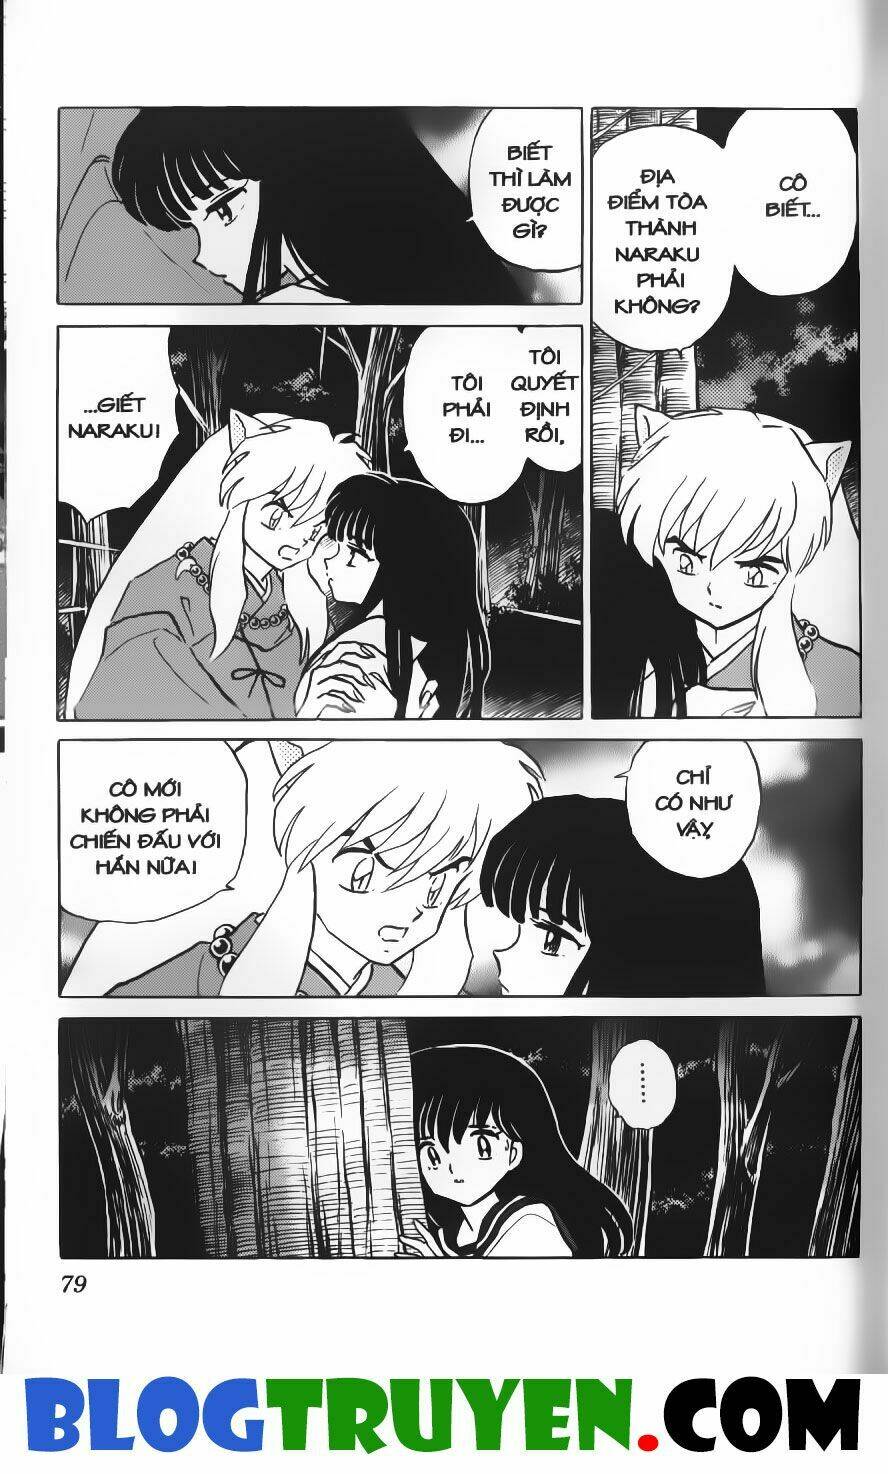 CÔ
BIẾT...
ĐỊA
ĐIỂM TÒA
THÀNH
NARAKU
PHẢI
KHÔNG?
BIẾT
THÌ LÀM
ĐƯỢC
GÌ?
TÔI
QUYẾT
ĐỊNH
RỒI,
TÔI
PHẢI
ĐI...
...GIẾT
NARAKU!
CHỈ
CÓ NHƯ
VẬY,
CÔ MỚI
KHÔNG PHẢI
CHIẾN ĐẤU VỚI
HẮN NỮA!
......
79
BLOGTRUYEN.COM